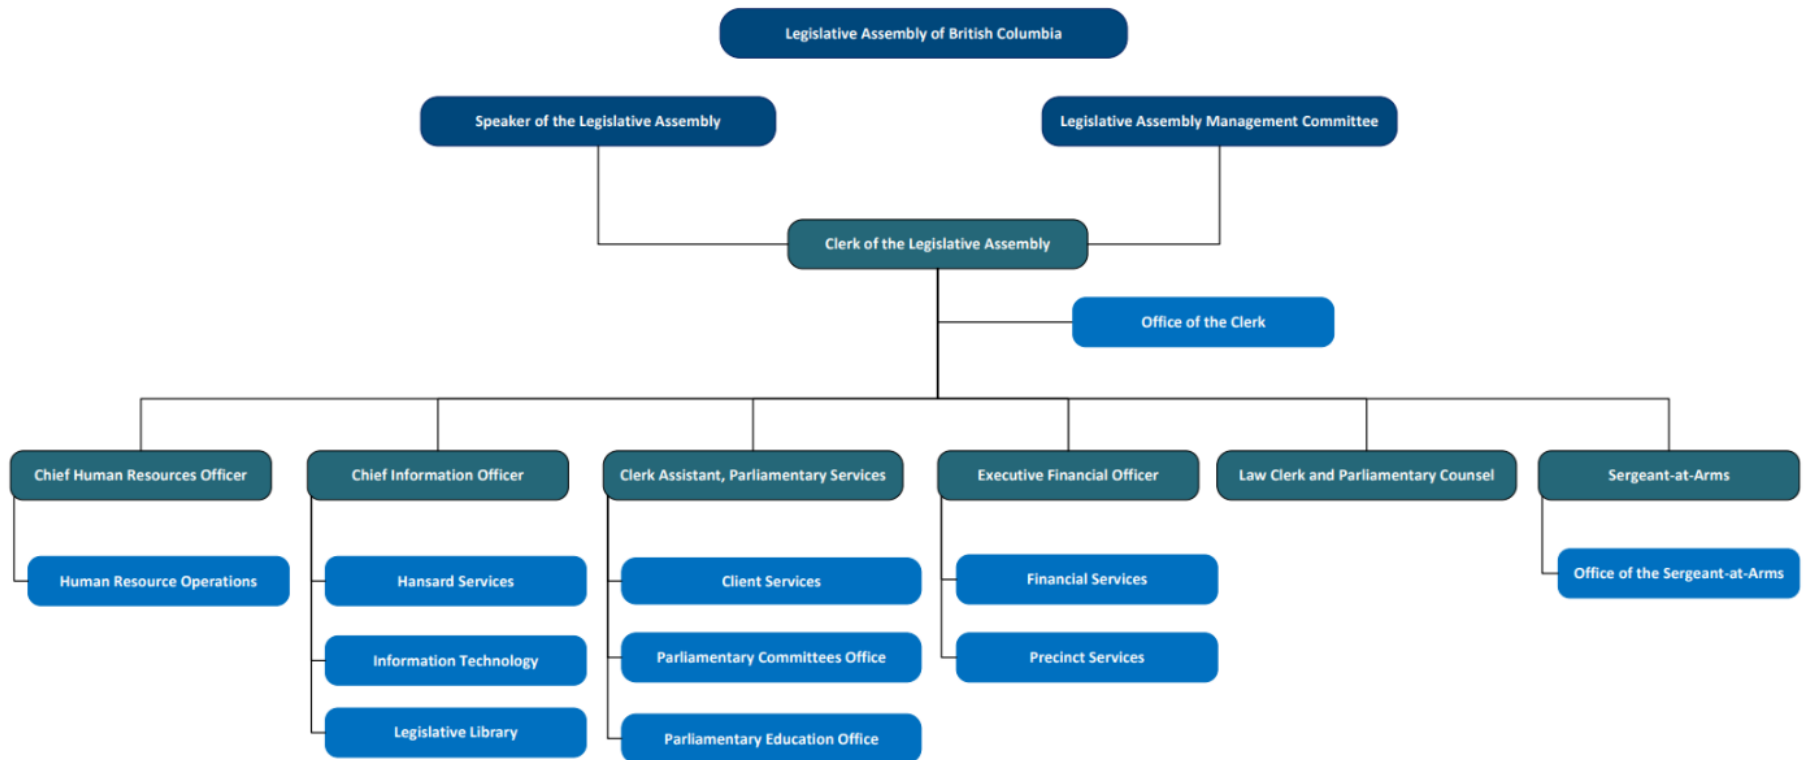 Legislative Assembly of British Columbia
Speaker of the Legislative Assembly
Legislative Assembly Management Committee
Clerk of the Legislative Assembly
Office of the Clerk
Chief Human Resources Officer
Chief Information Officer
Clerk Assistant, Parliamentary Services
Executive Financial Officer
Law Clerk and Parliamentary Counsel
Sergeant-at-Arms
Human Resource Operations
Hansard Services
Client Services
Financial Services
Office of the Sergeant-at-Arms
Information Technology
Parliamentary Committees Office
Precinct Services
Legislative Library
Parliamentary Education Office